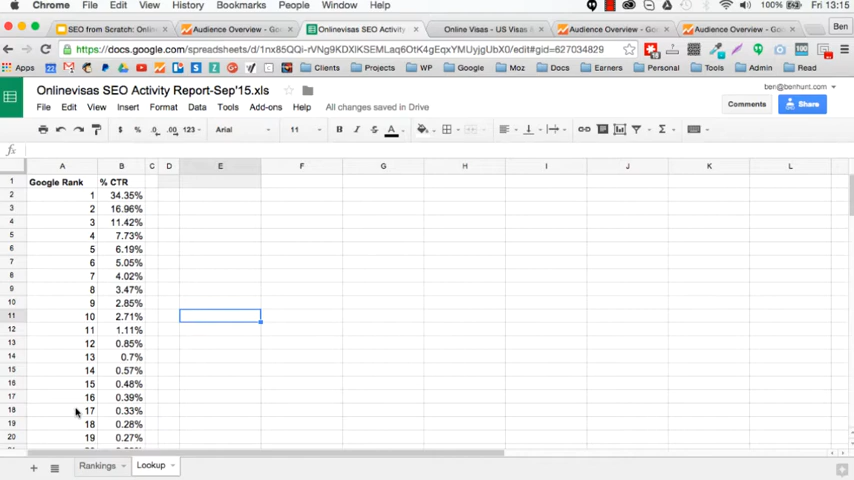 Chrome File Edit View History Bookmarks People Window Help 100% Fri 13:15
SEO from Scratch: Onlin Audience Overview - Goo Onlinevisas SEO Activity Online Visas - US Visas Audience Overview - Goo Audience Overview - Goo Ben
https://docs.google.com/spreadsheets/d/1nx85QQi-rVNg9KDXlKSEMLaq6OtK4gEqxYMUyjgUbX0/edit#gid=627034829
Apps Clients Projects WP Google Moz Docs Earners Personal Tools Admin Read
Onlinevisas SEO Activity Report-Sep'15.xls
ben@benhunt.com
File Edit View Insert Format Data Tools Add-ons Help All changes saved in Drive
Comments Share
$ % .0 .00 123 Arial 11 B I S A
fx
A B C D E F G H I J K L
1 Google Rank % CTR
2 1 34.35%
3 2 16.96%
4 3 11.42%
5 4 7.73%
6 5 6.19%
7 6 5.05%
8 7 4.02%
9 8 3.47%
10 9 2.85%
11 10 2.71%
12 11 1.11%
13 12 0.85%
14 13 0.7%
15 14 0.57%
16 15 0.48%
17 16 0.39%
18 17 0.33%
19 18 0.28%
20 19 0.27%
Rankings Lookup